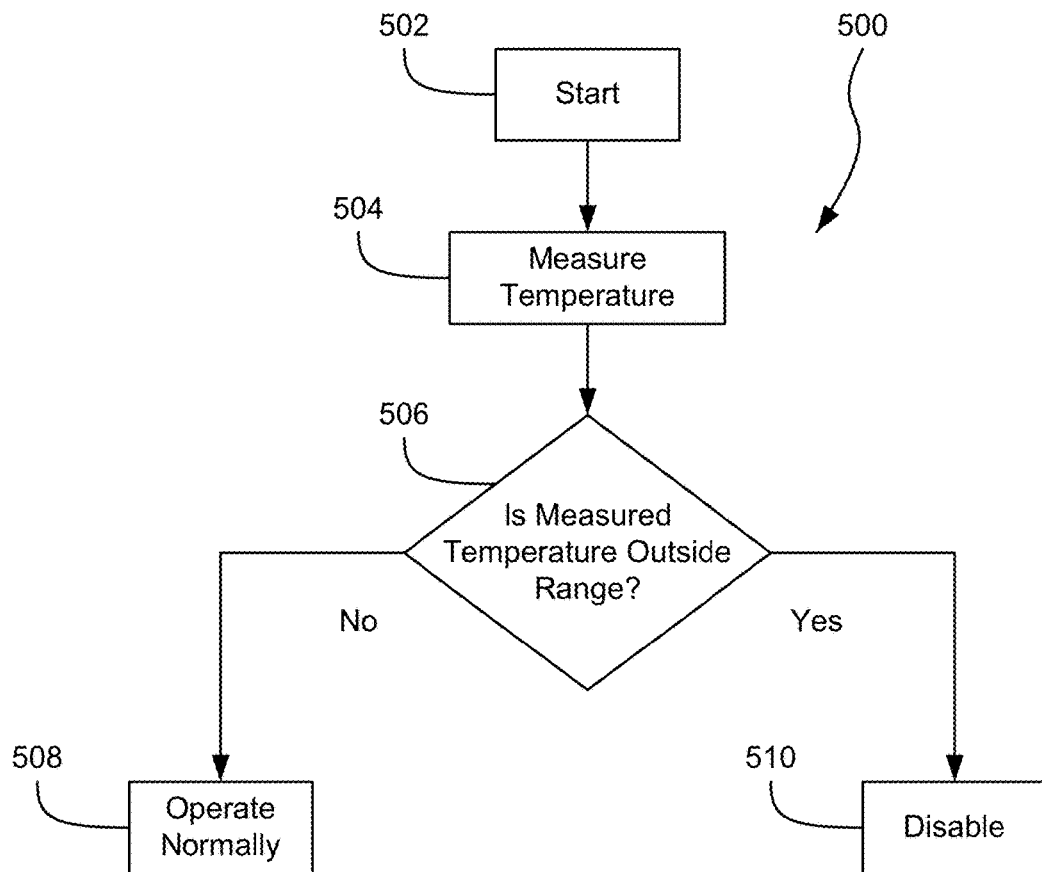 502
500
Start
504
Measure
Temperature
506
Is Measured
Temperature Outside
Range?
No
Yes
508
Operate
Normally
510
Disable